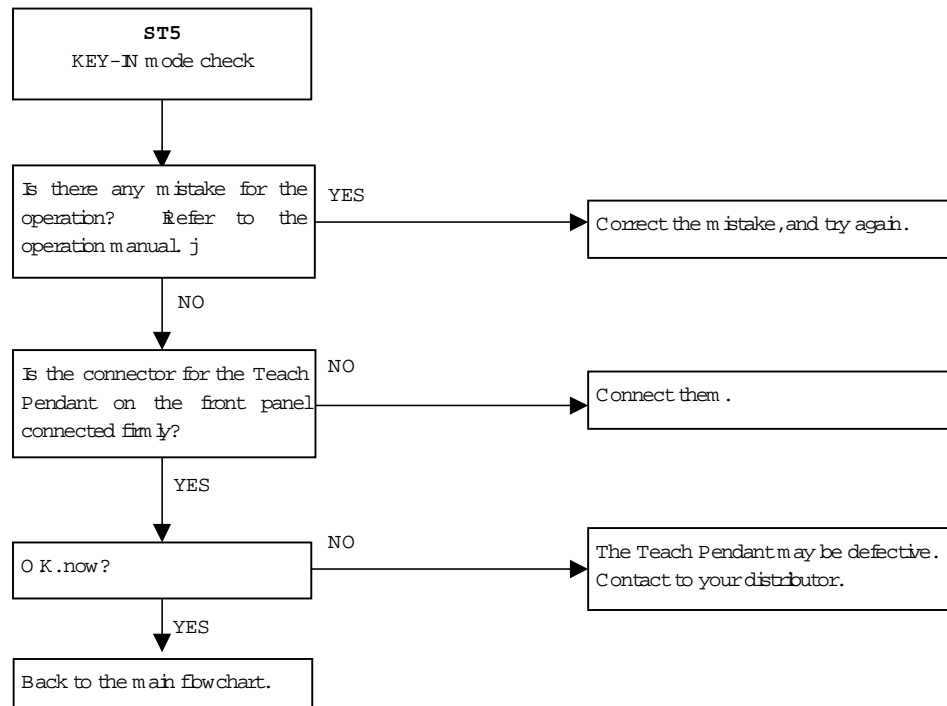 ST5
KEY-IN mode check
Is there any mistake for the
YES
operation? Refer to the
operation manual. j
Correct the mistake, and try again.
NO
Is the connector for the Teach
NO
Pendant on the front panel
connected firmly?
Connect them.
YES
OK. now?
NO
The Teach Pendant may be defective.
Contact to your distributor.
YES
Back to the main flowchart.